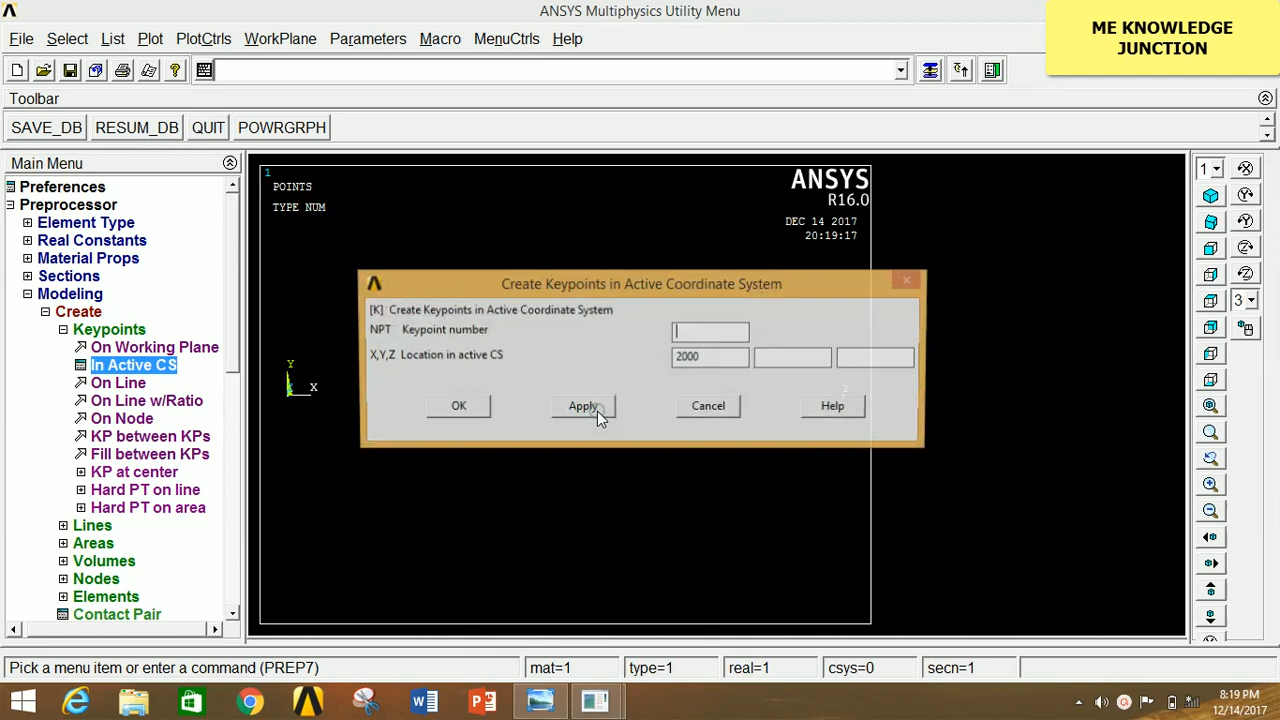 ANSYS Multiphysics Utility Menu
ME KNOWLEDGE
JUNCTION
File Select List Plot PlotCtrls WorkPlane Parameters Macro MenuCtrls Help
Toolbar
SAVE_DB RESUM_DB QUIT POWRGRPH
Main Menu
Preferences
Preprocessor
Element Type
Real Constants
Material Props
Sections
Modeling
Create
Keypoints
On Working Plane
In Active CS
On Line
On Line w/Ratio
On Node
KP between KPs
Fill between KPs
KP at center
Hard PT on line
Hard PT on area
Lines
Areas
Volumes
Nodes
Elements
Contact Pair
1
POINTS
TYPE NUM
ANSYS
R16.0
DEC 14 2017
20:19:17
Create Keypoints in Active Coordinate System
[K] Create Keypoints in Active Coordinate System
NPT Keypoint number
X,Y,Z Location in active CS 2000
OK Apply Cancel Help
2
Y
X
1
3
Pick a menu item or enter a command (PREP7) mat=1 type=1 real=1 csys=0 secn=1
8:19 PM
12/14/2017